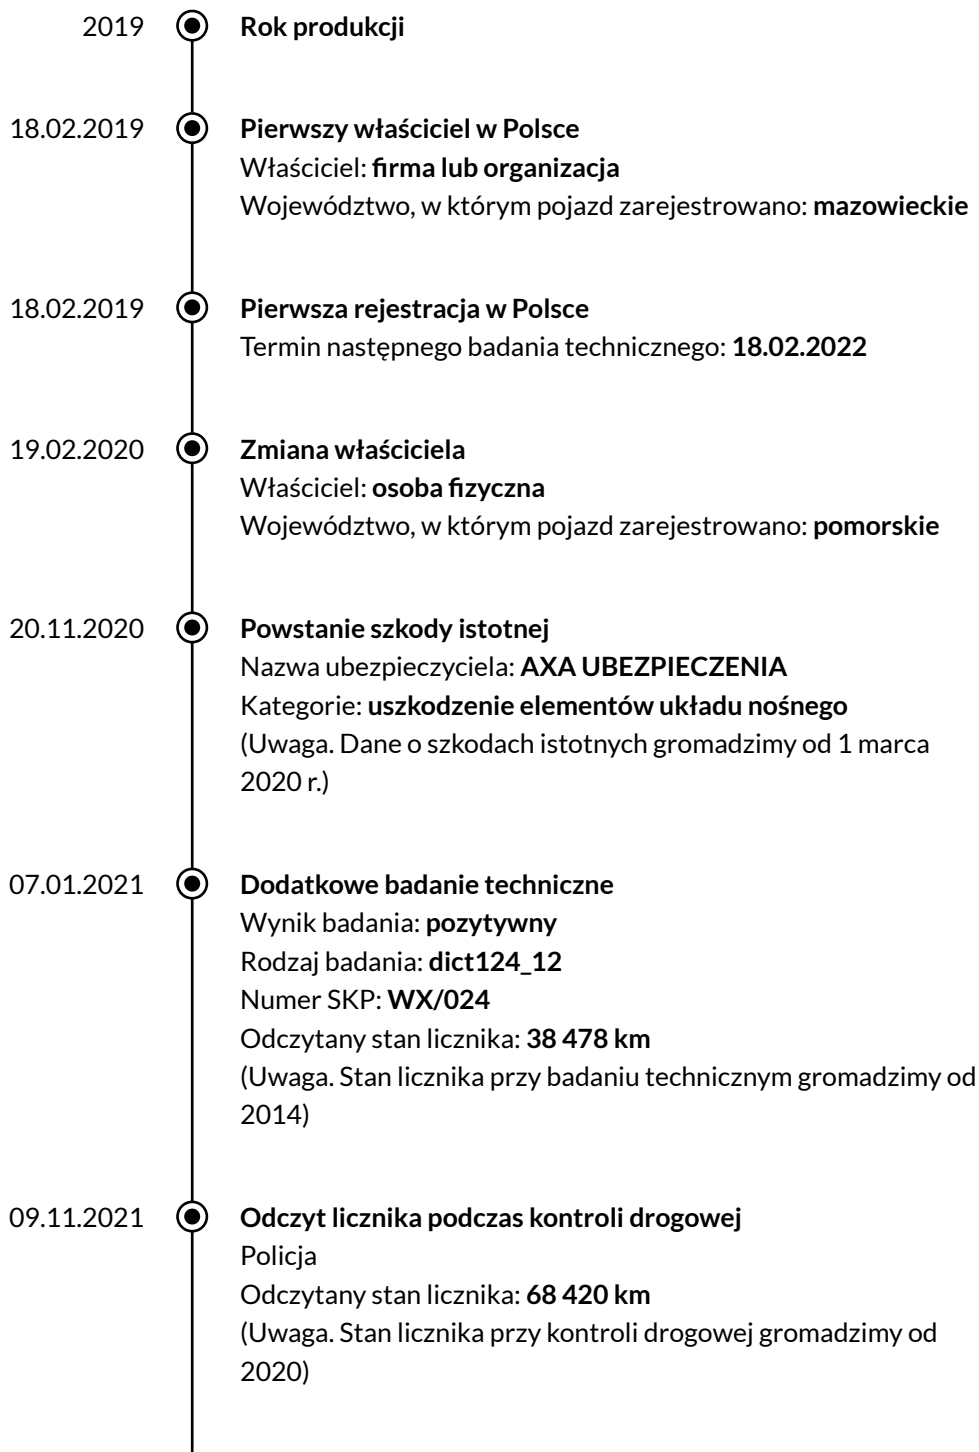 2019 Rok produkcji
18.02.2019 Pierwszy właściciel w Polsce
Właściciel: firma lub organizacja
Województwo, w którym pojazd zarejestrowano: mazowieckie
18.02.2019 Pierwsza rejestracja w Polsce
Termin następnego badania technicznego: 18.02.2022
19.02.2020 Zmiana właściciela
Właściciel: osoba fizyczna
Województwo, w którym pojazd zarejestrowano: pomorskie
20.11.2020 Powstanie szkody istotnej
Nazwa ubezpieczyciela: AXA UBEZPIECZENIA
Kategorie: uszkodzenie elementów układu nośnego
(Uwaga. Dane o szkodach istotnych gromadzimy od 1 marca
2020 r.)
07.01.2021 Dodatkowe badanie techniczne
Wynik badania: pozytywny
Rodzaj badania: dict124_12
Numer SKP: WX/024
Odczytany stan licznika: 38 478 km
(Uwaga. Stan licznika przy badaniu technicznym gromadzimy od
2014)
09.11.2021 Odczyt licznika podczas kontroli drogowej
Policja
Odczytany stan licznika: 68 420 km
(Uwaga. Stan licznika przy kontroli drogowej gromadzimy od
2020)